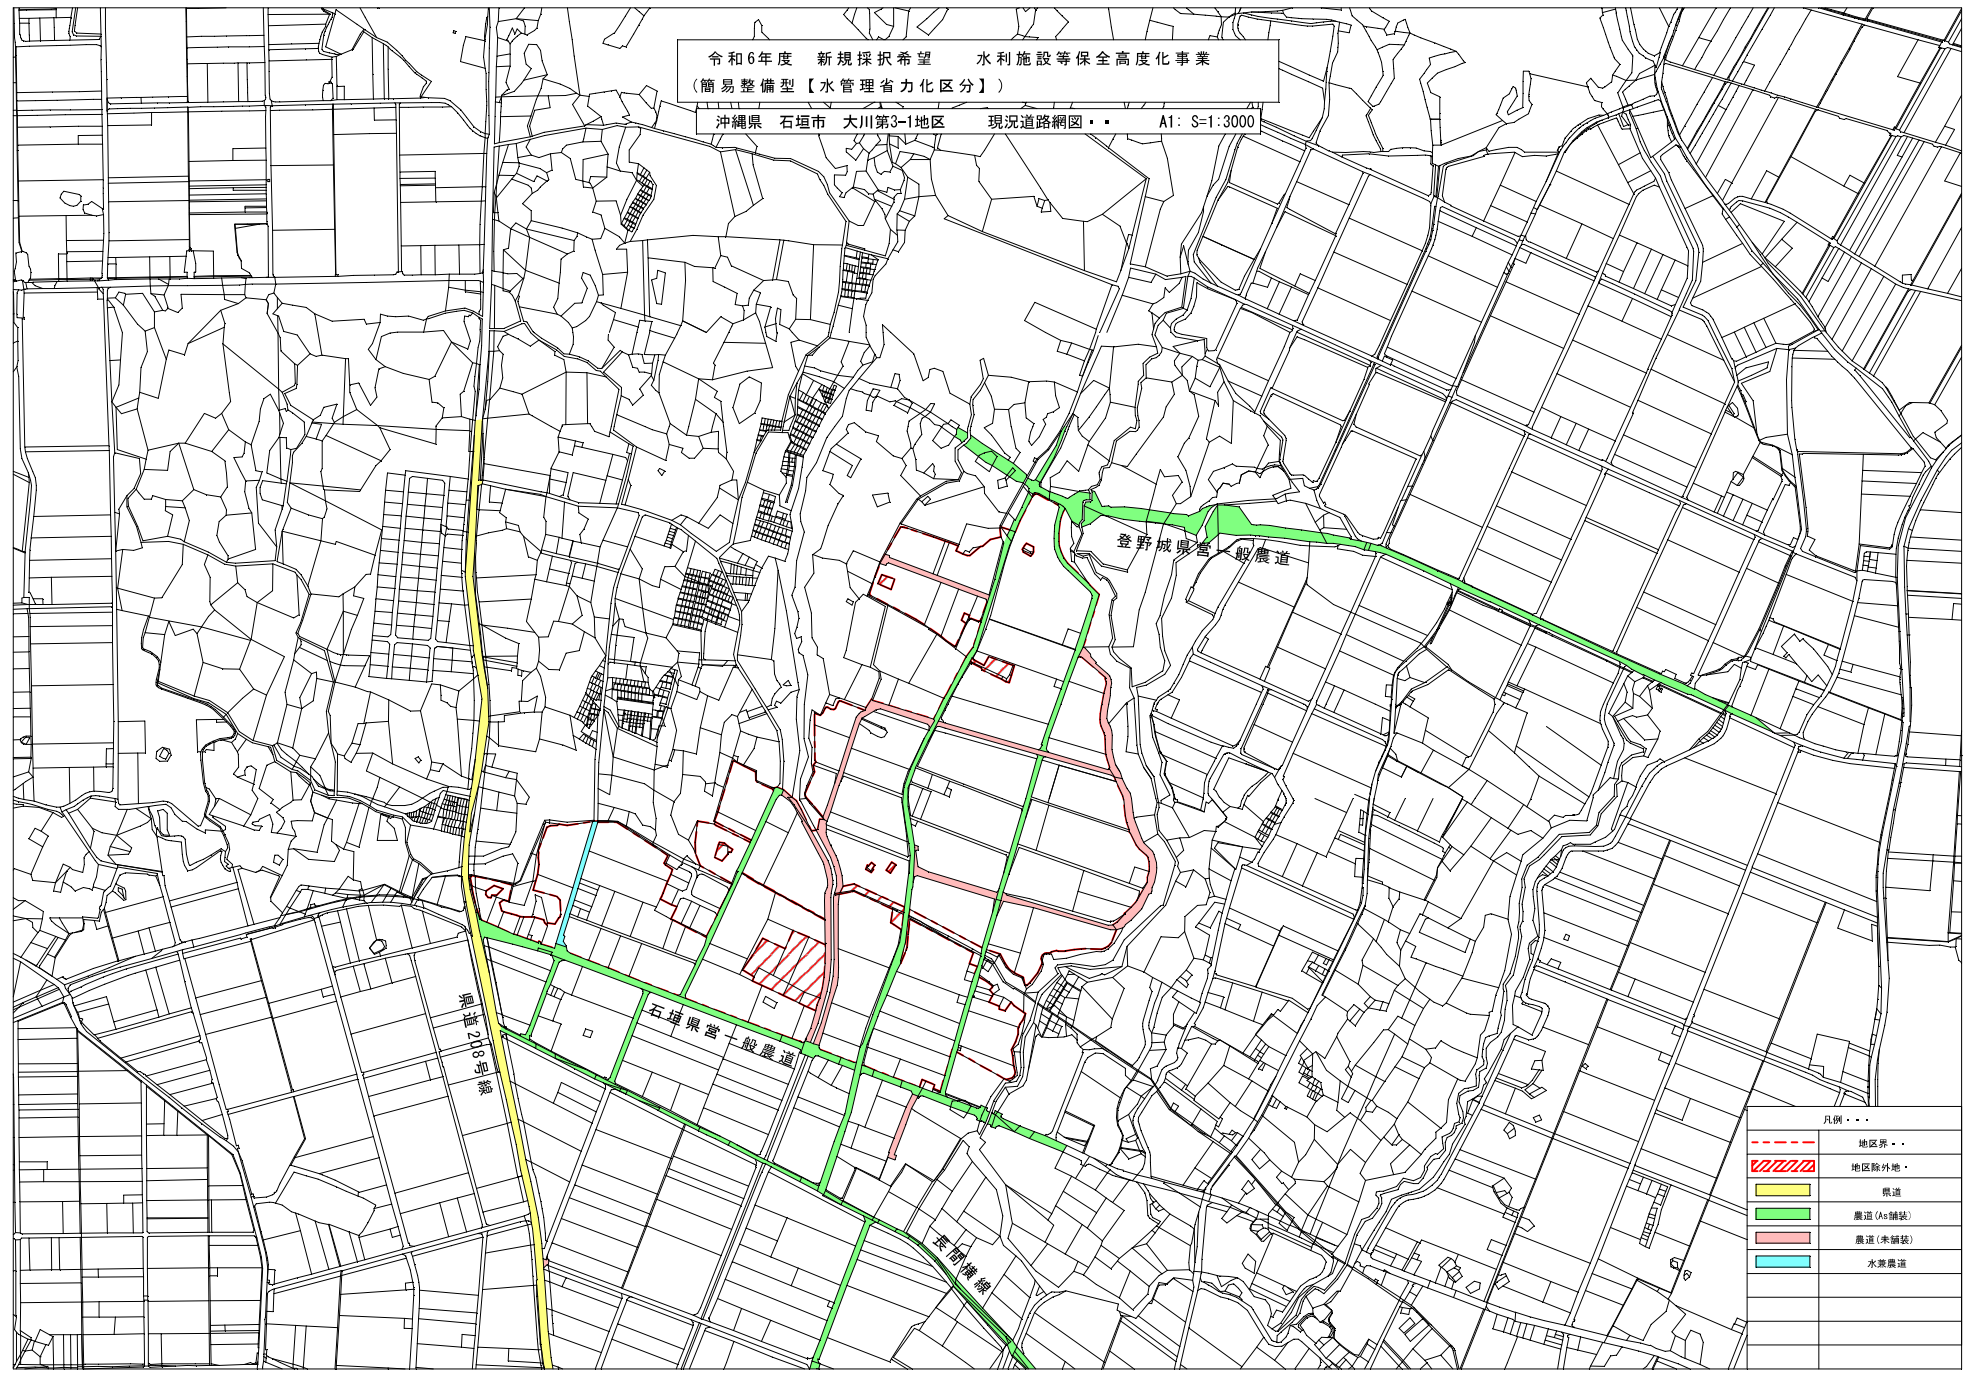 令和6年度 新規採択希望 水利施設等保全高度化事業
(簡易整備型【水管理省力化区分】)
沖縄県 石垣市 大川第3-1地区 現況道路網図・・ A1: S=1:3000
登野城県営一般農道
石垣県営一般農道
県道208号線
長間横線
凡例・・・
地区界・・
地区除外地・
県道
農道(As舗装)
農道(未舗装)
水兼農道